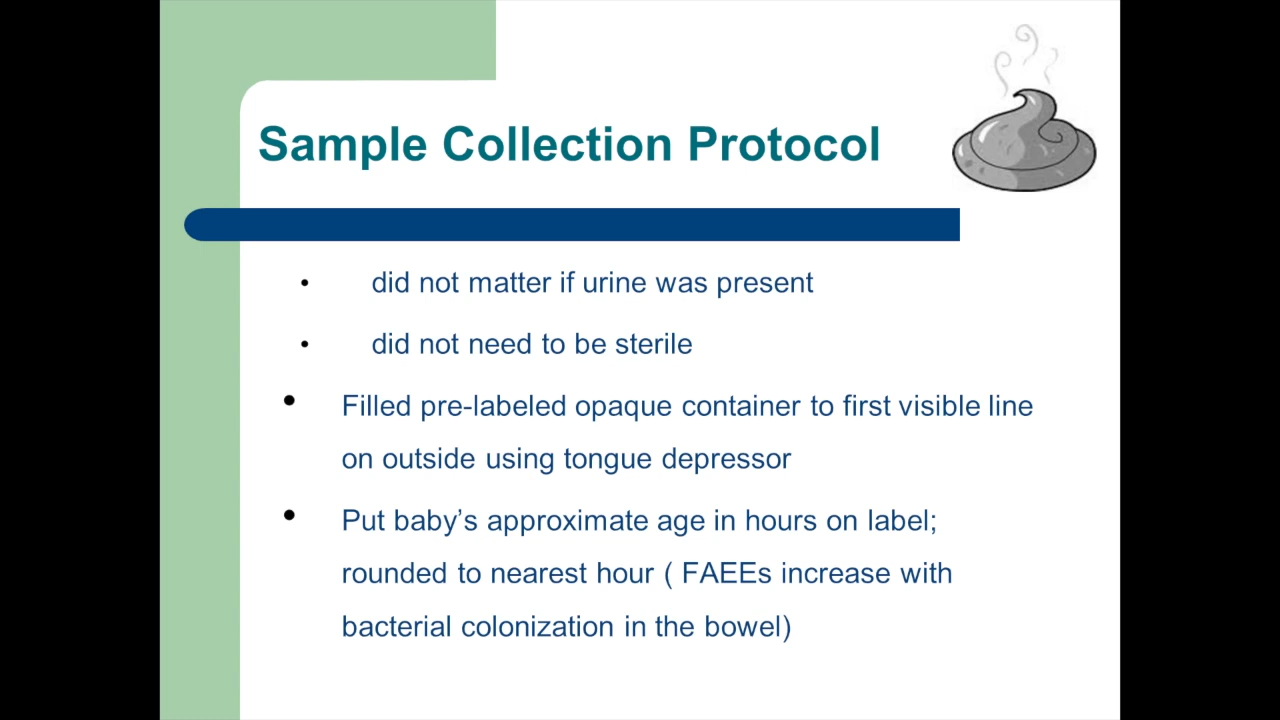 Sample Collection Protocol
• did not matter if urine was present
• did not need to be sterile
• Filled pre-labeled opaque container to first visible line
on outside using tongue depressor
• Put baby’s approximate age in hours on label;
rounded to nearest hour ( FAEEs increase with
bacterial colonization in the bowel)